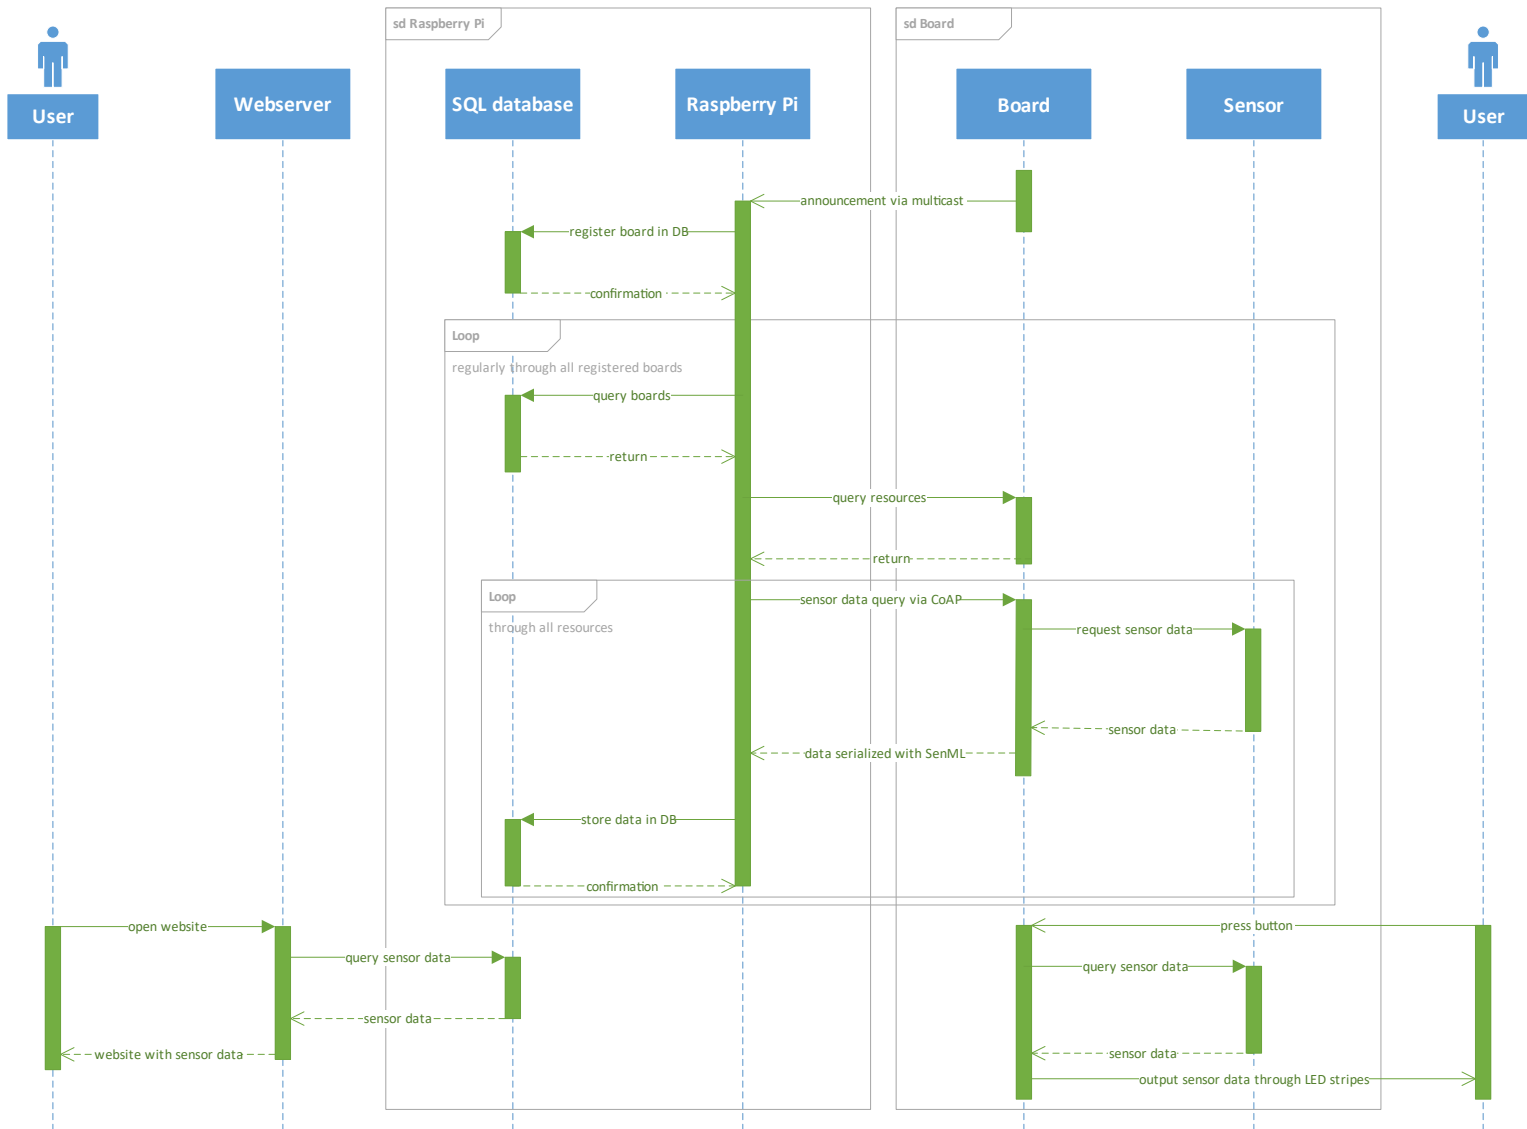 sd Raspberry Pi
sd Board
User
Webserver
SQL database
Raspberry Pi
Board
Sensor
User
announcement via multicast
register board in DB
confirmation
Loop
regularly through all registered boards
query boards
return
query resources
return
Loop
through all resources
sensor data query via CoAP
request sensor data
sensor data
data serialized with SenML
store data in DB
confirmation
open website
press button
query sensor data
query sensor data
sensor data
sensor data
website with sensor data
output sensor data through LED stripes